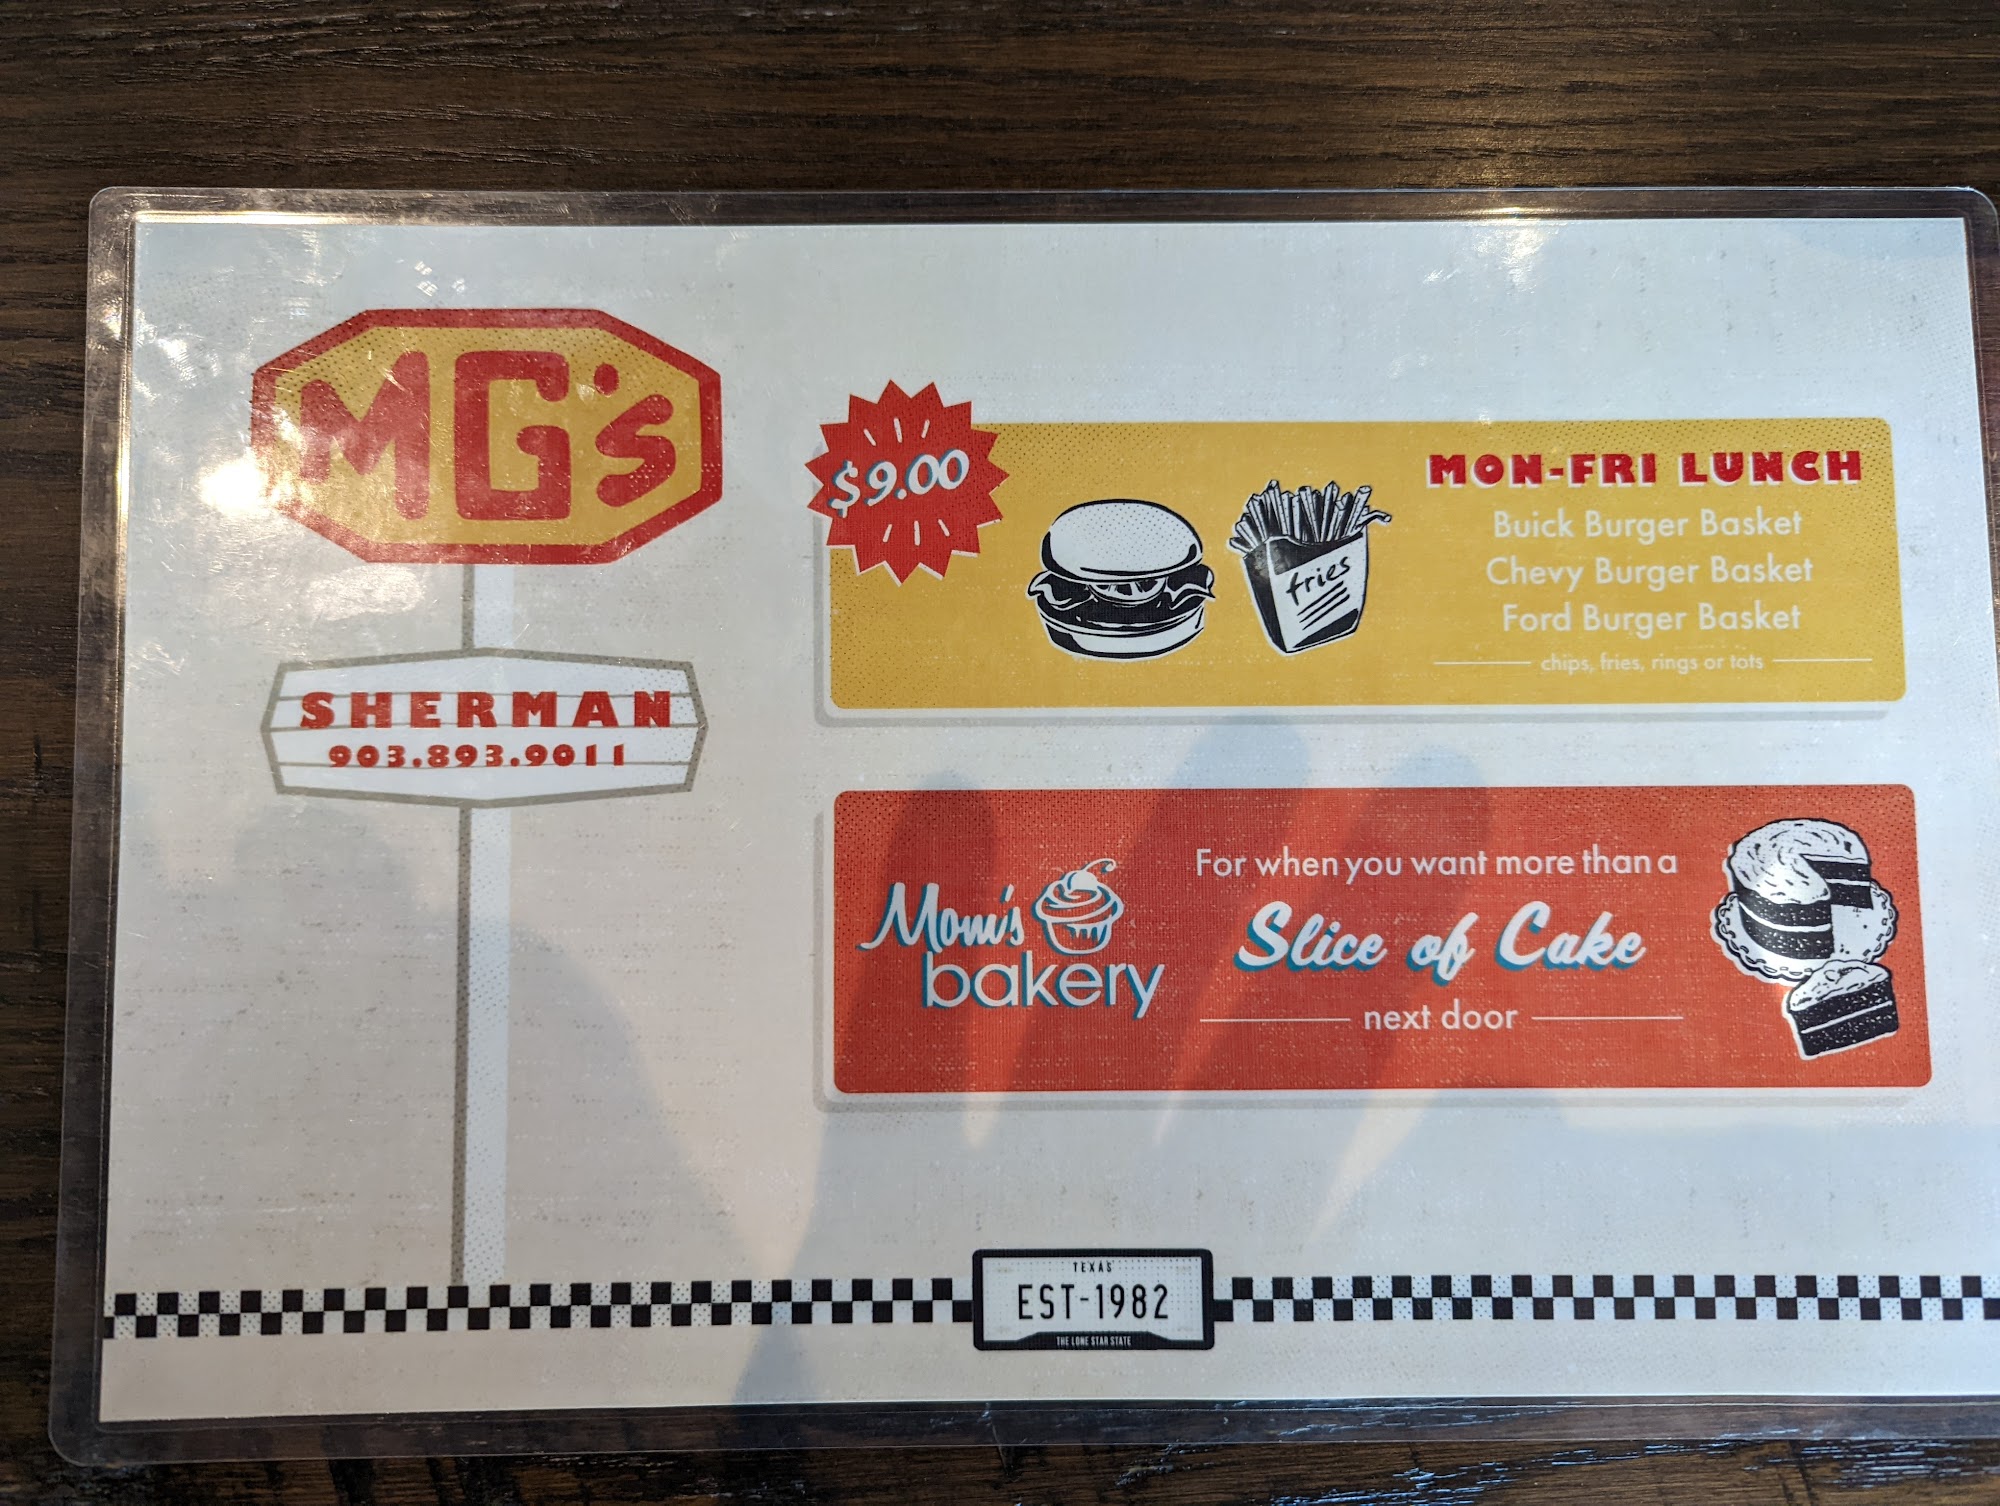 MG's
SHERMAN
903.893.9011
$9.00
fries
MON-FRI LUNCH
Buick Burger Basket
Chevy Burger Basket
Ford Burger Basket
chips, fries, rings or tots
Mom's
bakery
For when you want more than a
Slice of Cake
next door
TEXAS
EST-1982
THE LONE STAR STATE